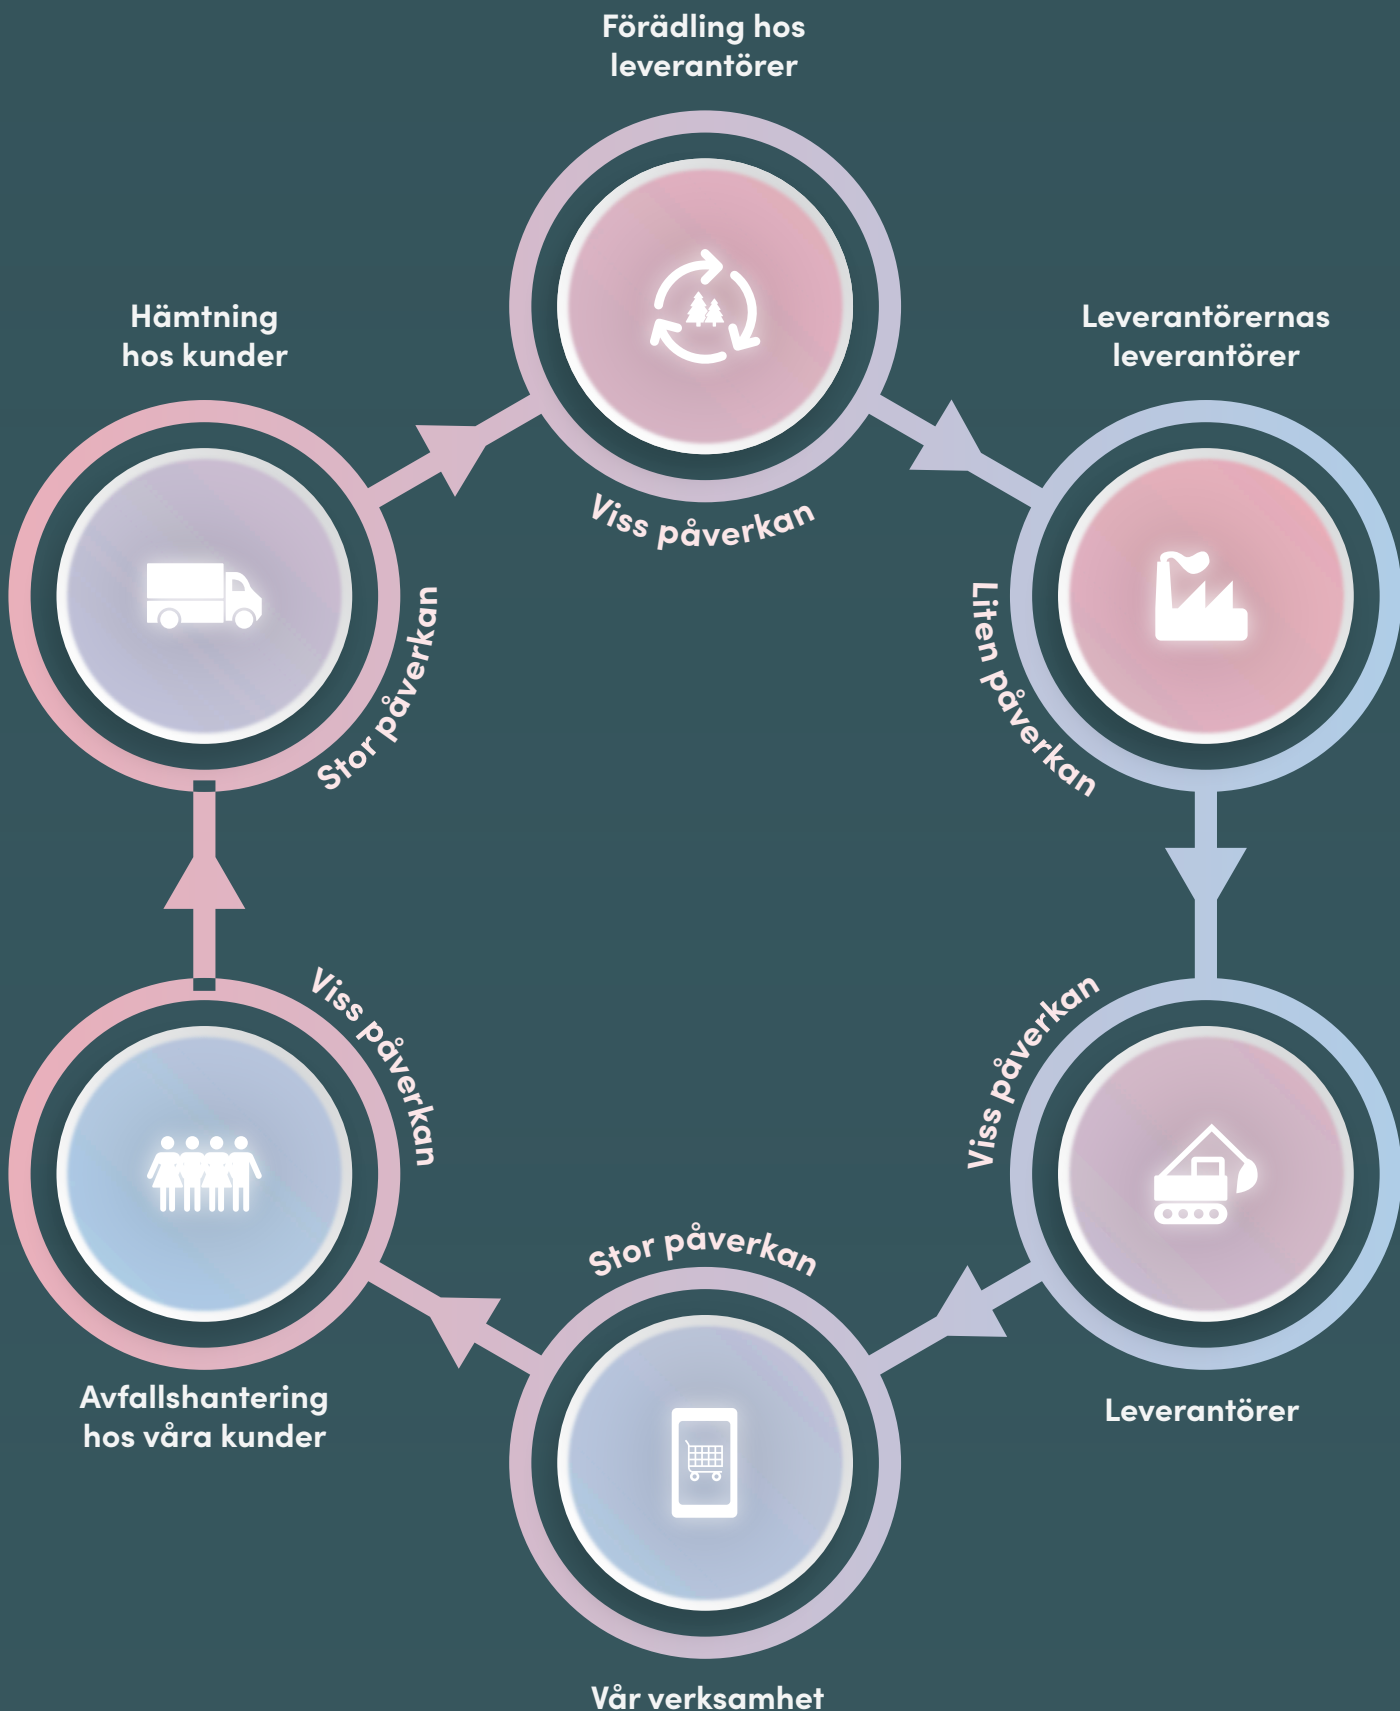 Förädling hos
leverantörer
Viss påverkan
Hämtning
hos kunder
Stor påverkan
Leverantörernas
leverantörer
Liten påverkan
Viss påverkan
Avfallshantering
hos våra kunder
Viss påverkan
Leverantörer
Stor påverkan
Vår verksamhet